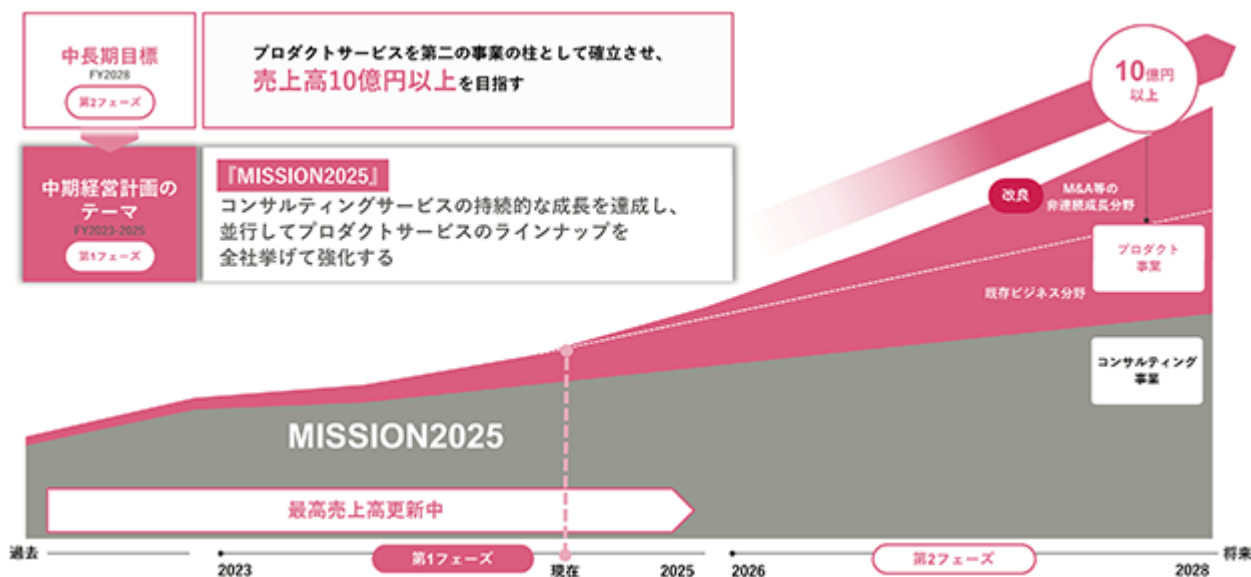 中長期目標
FY2028
第2フェーズ
プロダクトサービスを第二の事業の柱として確立させ、
売上高10億円以上を目指す
中期経営計画の
テーマ
FY2023-2025
第1フェーズ
『MISSION2025』
コンサルティングサービスの持続的な成長を達成し、
並行してプロダクトサービスのラインナップを
全社挙げて強化する
10億円
以上
改良
M&A等の
非連続成長分野
プロダクト
事業
既存ビジネス分野
コンサルティング
事業
MISSION2025
最高売上高更新中
過去
第1フェーズ
第2フェーズ
将来
2023
現在
2025
2026
2028